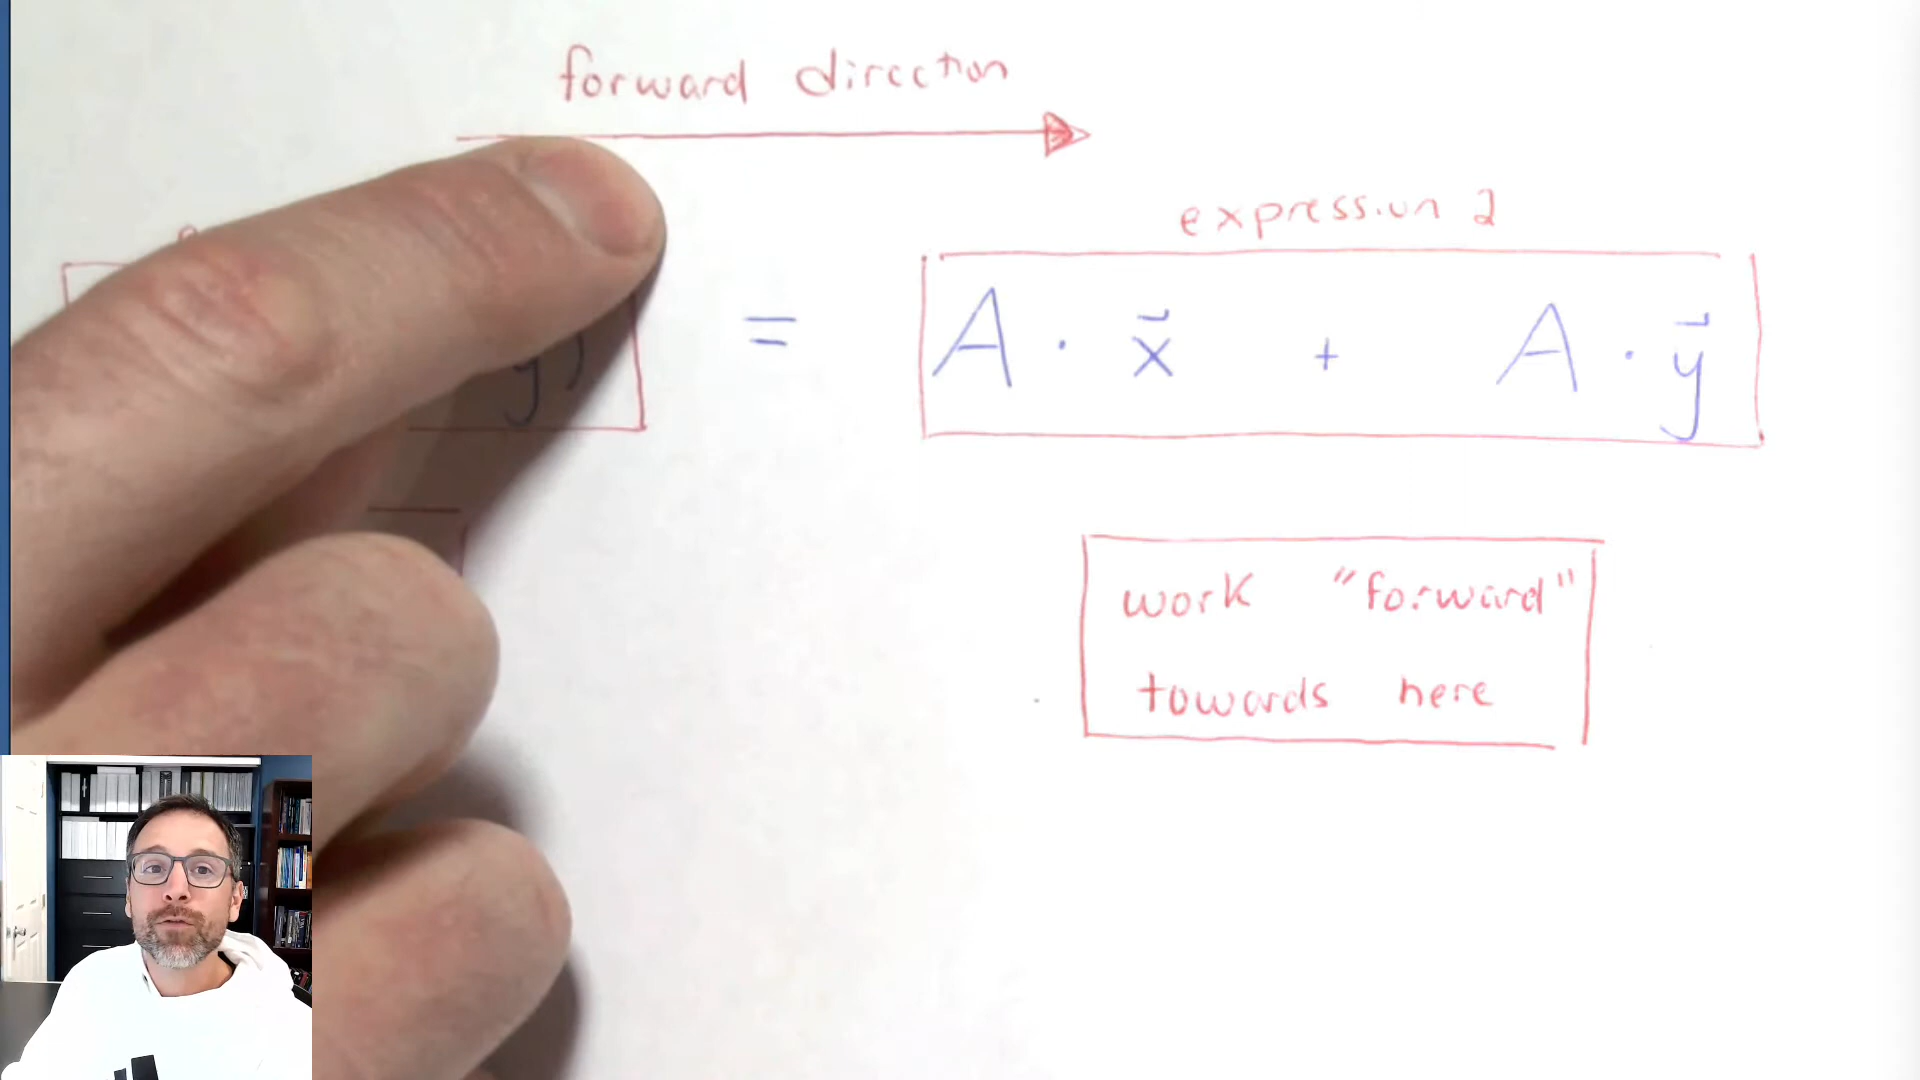 forward direction
expression 2
y) = A · x⃗ + A · y⃗
work "forward"
towards here